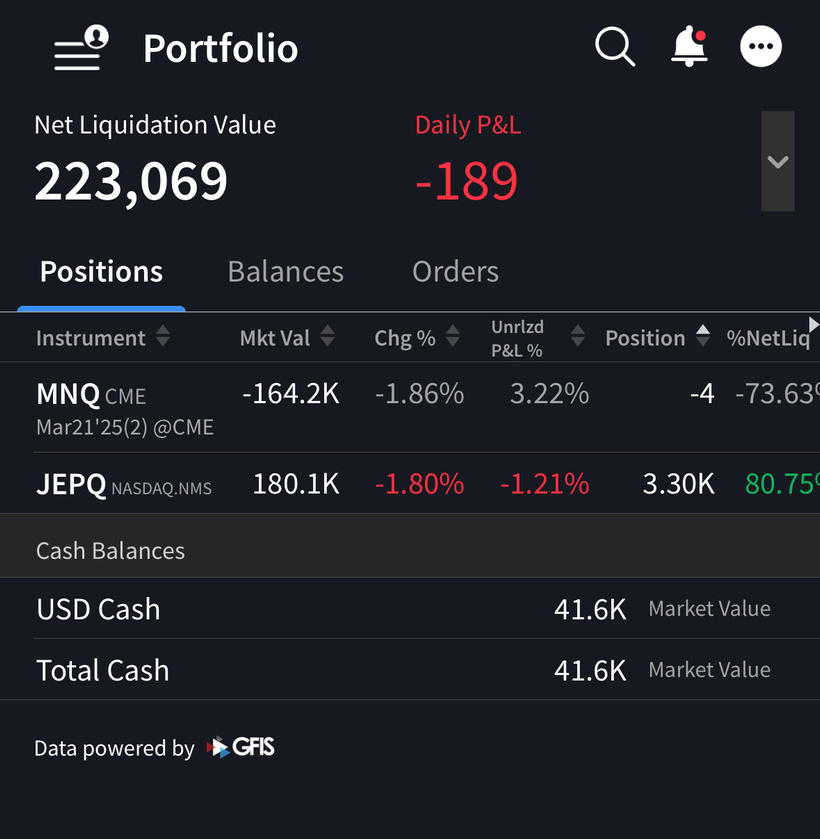 Portfolio
Net Liquidation Value Daily P&L
223,069 -189
Positions Balances Orders
Instrument Mkt Val Chg % Unrlzd P&L % Position %NetLiq
MNQ CME -164.2K -1.86% 3.22% -4 -73.63%
Mar21'25(2) @CME
JEPQ NASDAQ.NMS 180.1K -1.80% -1.21% 3.30K 80.75%
Cash Balances
USD Cash 41.6K Market Value
Total Cash 41.6K Market Value
Data powered by GFIS